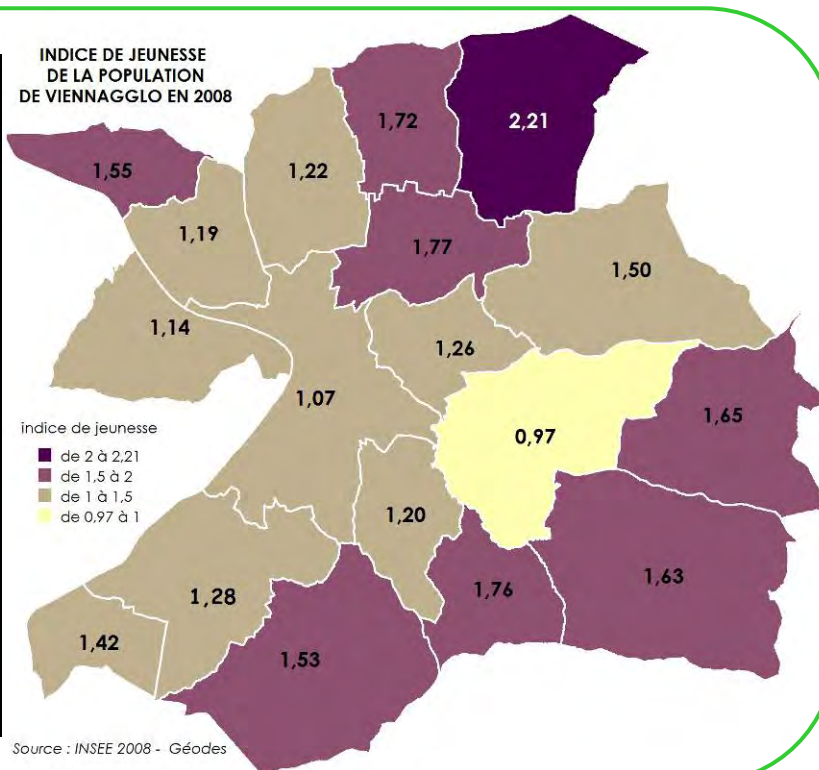 INDICE DE JEUNESSE
DE LA POPULATION
DE VIENNAGGLO EN 2008
1,72
2,21
1,55
1,22
1,19
1,77
1,50
1,14
1,26
1,07
1,65
0,97
indice de jeunesse
de 2 à 2,21
de 1,5 à 2
de 1 à 1,5
de 0,97 à 1
1,20
1,63
1,76
1,28
1,42
1,53
Source : INSEE 2008 - Géodes